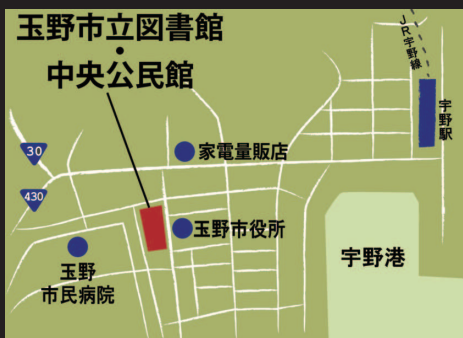 玉野市立図書館
・
中央公民館
JR宇野線
宇野駅
30
家電量販店
430
玉野市役所
玉野
市民病院
宇野港